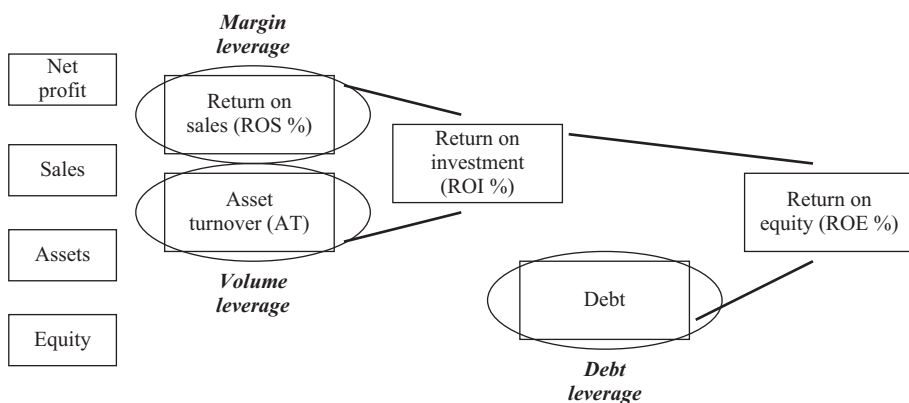 Margin
leverage
Net
profit
Return on
sales (ROS %)
Sales
Return on
investment
(ROI %)
Asset
turnover (AT)
Return on
equity (ROE %)
Assets
Volume
leverage
Debt
Equity
Debt
leverage